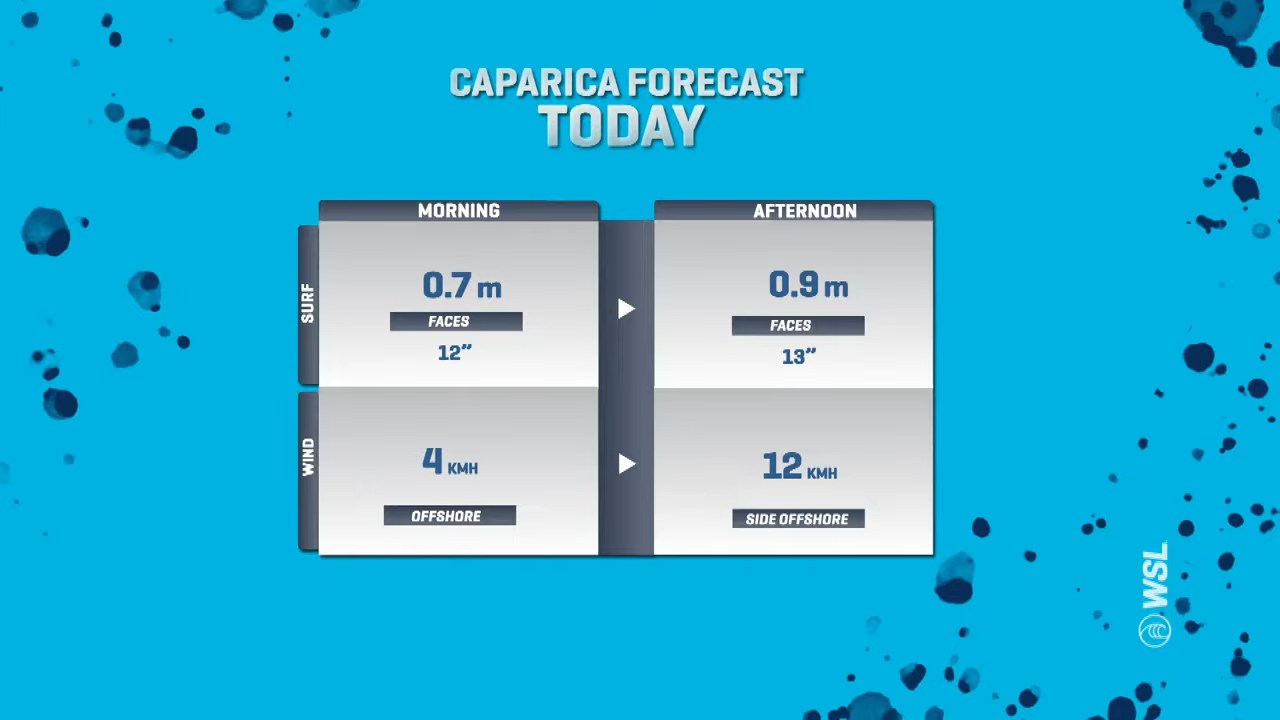 CAPARICA FORECAST
TODAY
MORNING
AFTERNOON
SURF
0.7 m
FACES
12”
0.9 m
FACES
13”
WIND
4 KMH
OFFSHORE
12 KMH
SIDE OFFSHORE
WSL